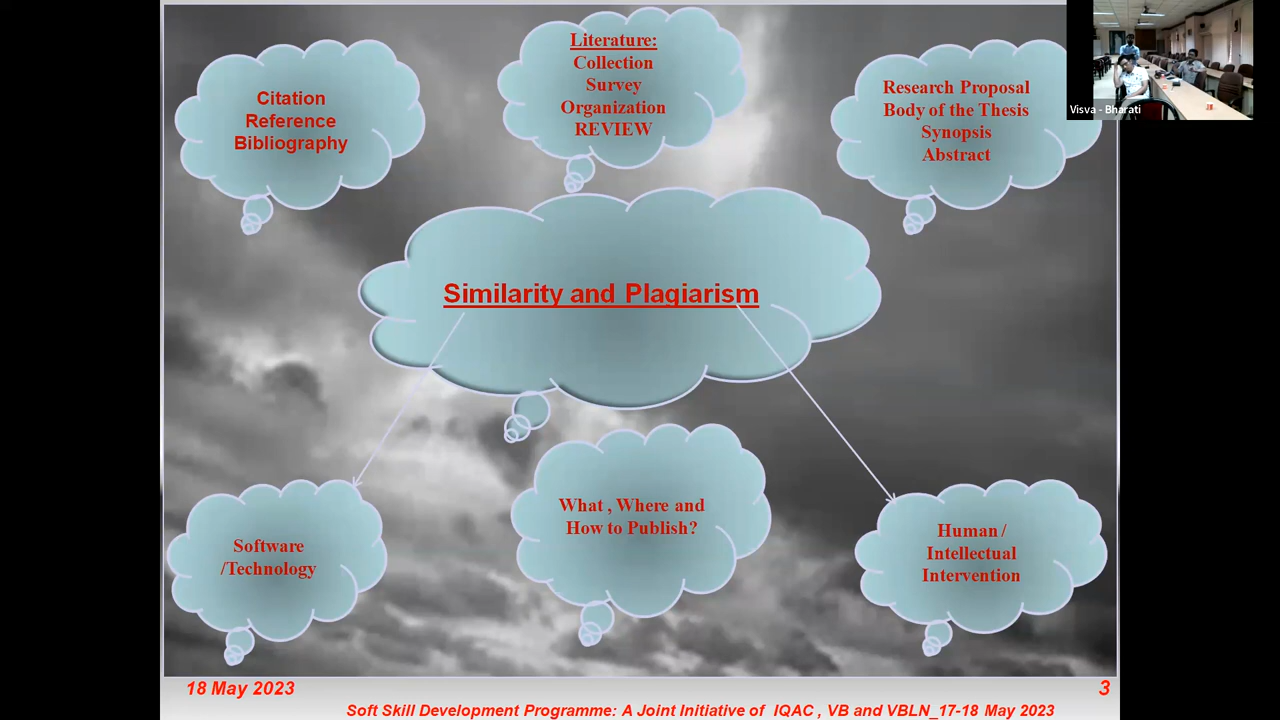 Citation
Reference
Bibliography
Literature:
Collection
Survey
Organization
REVIEW
Research Proposal
Body of the Thesis
Synopsis
Abstract
Visva - Bharati
Similarity and Plagiarism
Software
/Technology
What , Where and
How to Publish?
Human /
Intellectual
Intervention
18 May 2023
3
Soft Skill Development Programme: A Joint Initiative of IQAC , VB and VBLN_17-18 May 2023